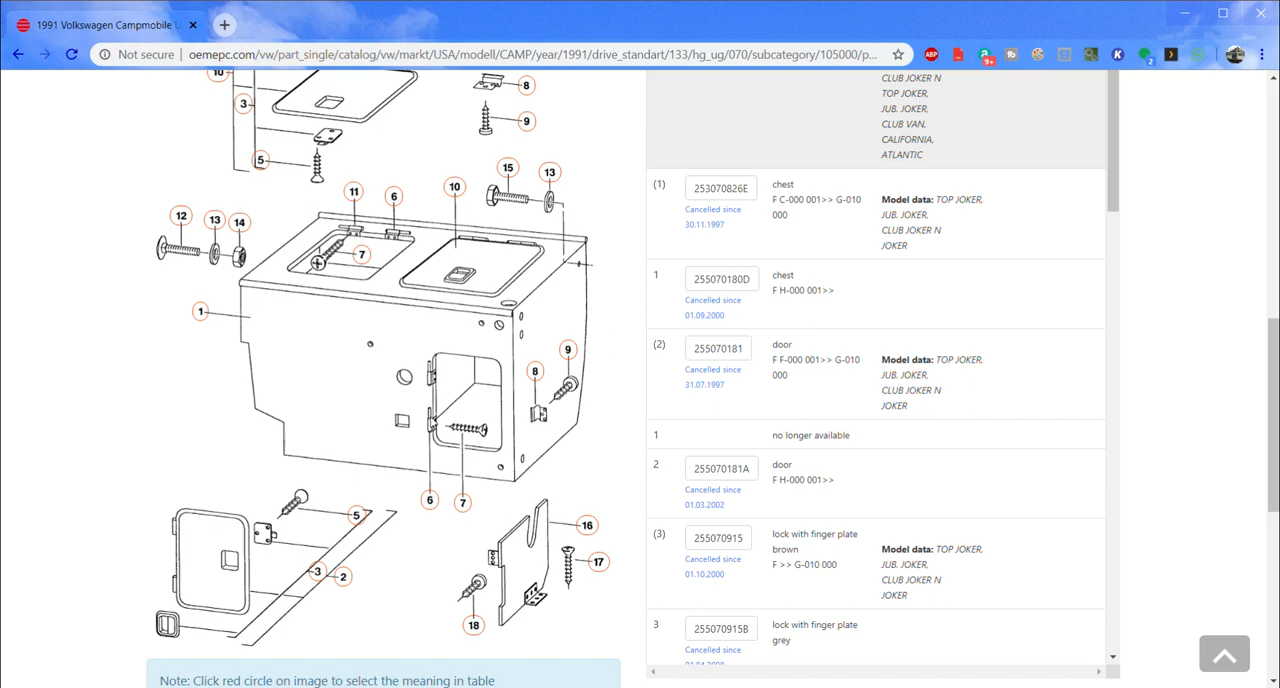 1991 Volkswagen Campmobile
Not secure
oemepc.com/vw/part_single/catalog/vw/markt/USA/modell/CAMP/year/1991/drive_standart/133/hg_ug/070/subcategory/105000/p...
ABP
9+
K
2
10
3
5
8
9
15
13
11
6
10
12
13
14
7
1
9
8
6
7
5
16
3
2
17
18
Note: Click red circle on image to select the meaning in table
CLUB JOKER N
TOP JOKER,
JUB. JOKER,
CLUB VAN,
CALIFORNIA,
ATLANTIC
(1) 253070826E chest
F C-000 001>> G-010 Model data: TOP JOKER,
Cancelled since
000 JUB. JOKER,
30.11.1997
CLUB JOKER N
JOKER
1 255070180D chest
F H-000 001>>
Cancelled since
01.09.2000
(2) 255070181 door
F F-000 001>> G-010 Model data: TOP JOKER,
Cancelled since
000 JUB. JOKER,
31.07.1997
CLUB JOKER N
JOKER
1 no longer available
2 255070181A door
F H-000 001>>
Cancelled since
01.03.2002
(3) 255070915 lock with finger plate
brown Model data: TOP JOKER,
Cancelled since
F >> G-010 000 JUB. JOKER,
01.10.2000
CLUB JOKER N
JOKER
3 255070915B lock with finger plate
grey
Cancelled since